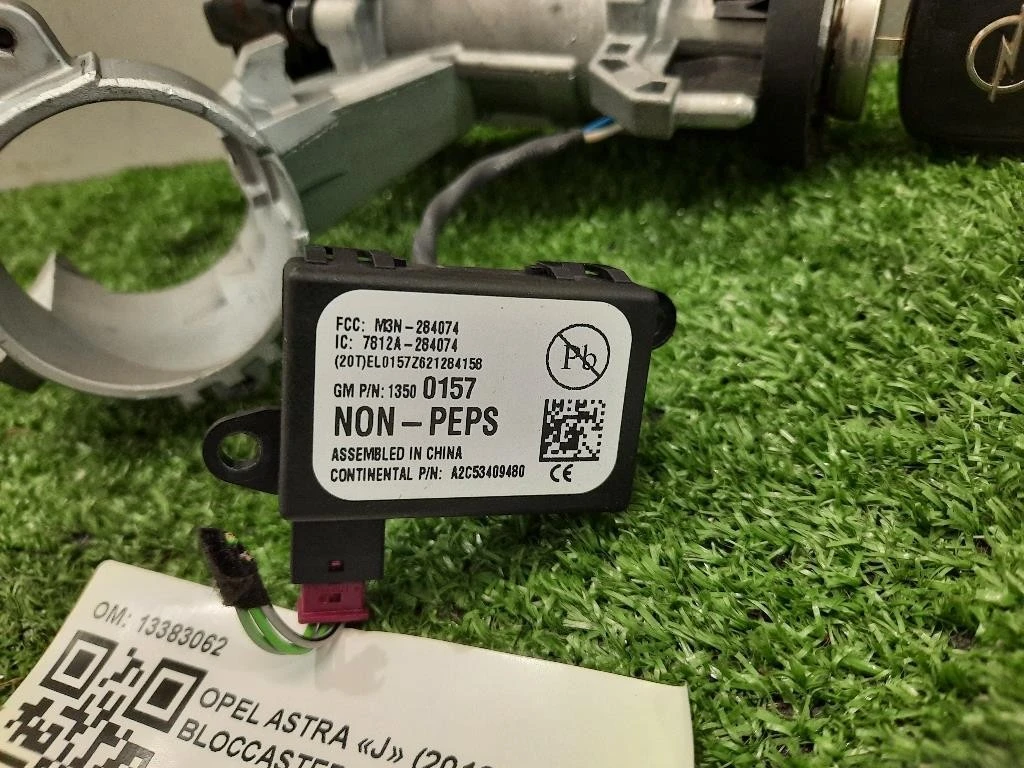 FCC: M3N-284074
IC: 7812A-284074
(20T)EL0157Z621284158
GM P/N: 1350 0157
NON-PEPS
ASSEMBLED IN CHINA
CONTINENTAL P/N: A2C53409480
Pb
CE
OM: 13383062
OPEL ASTRA «J»